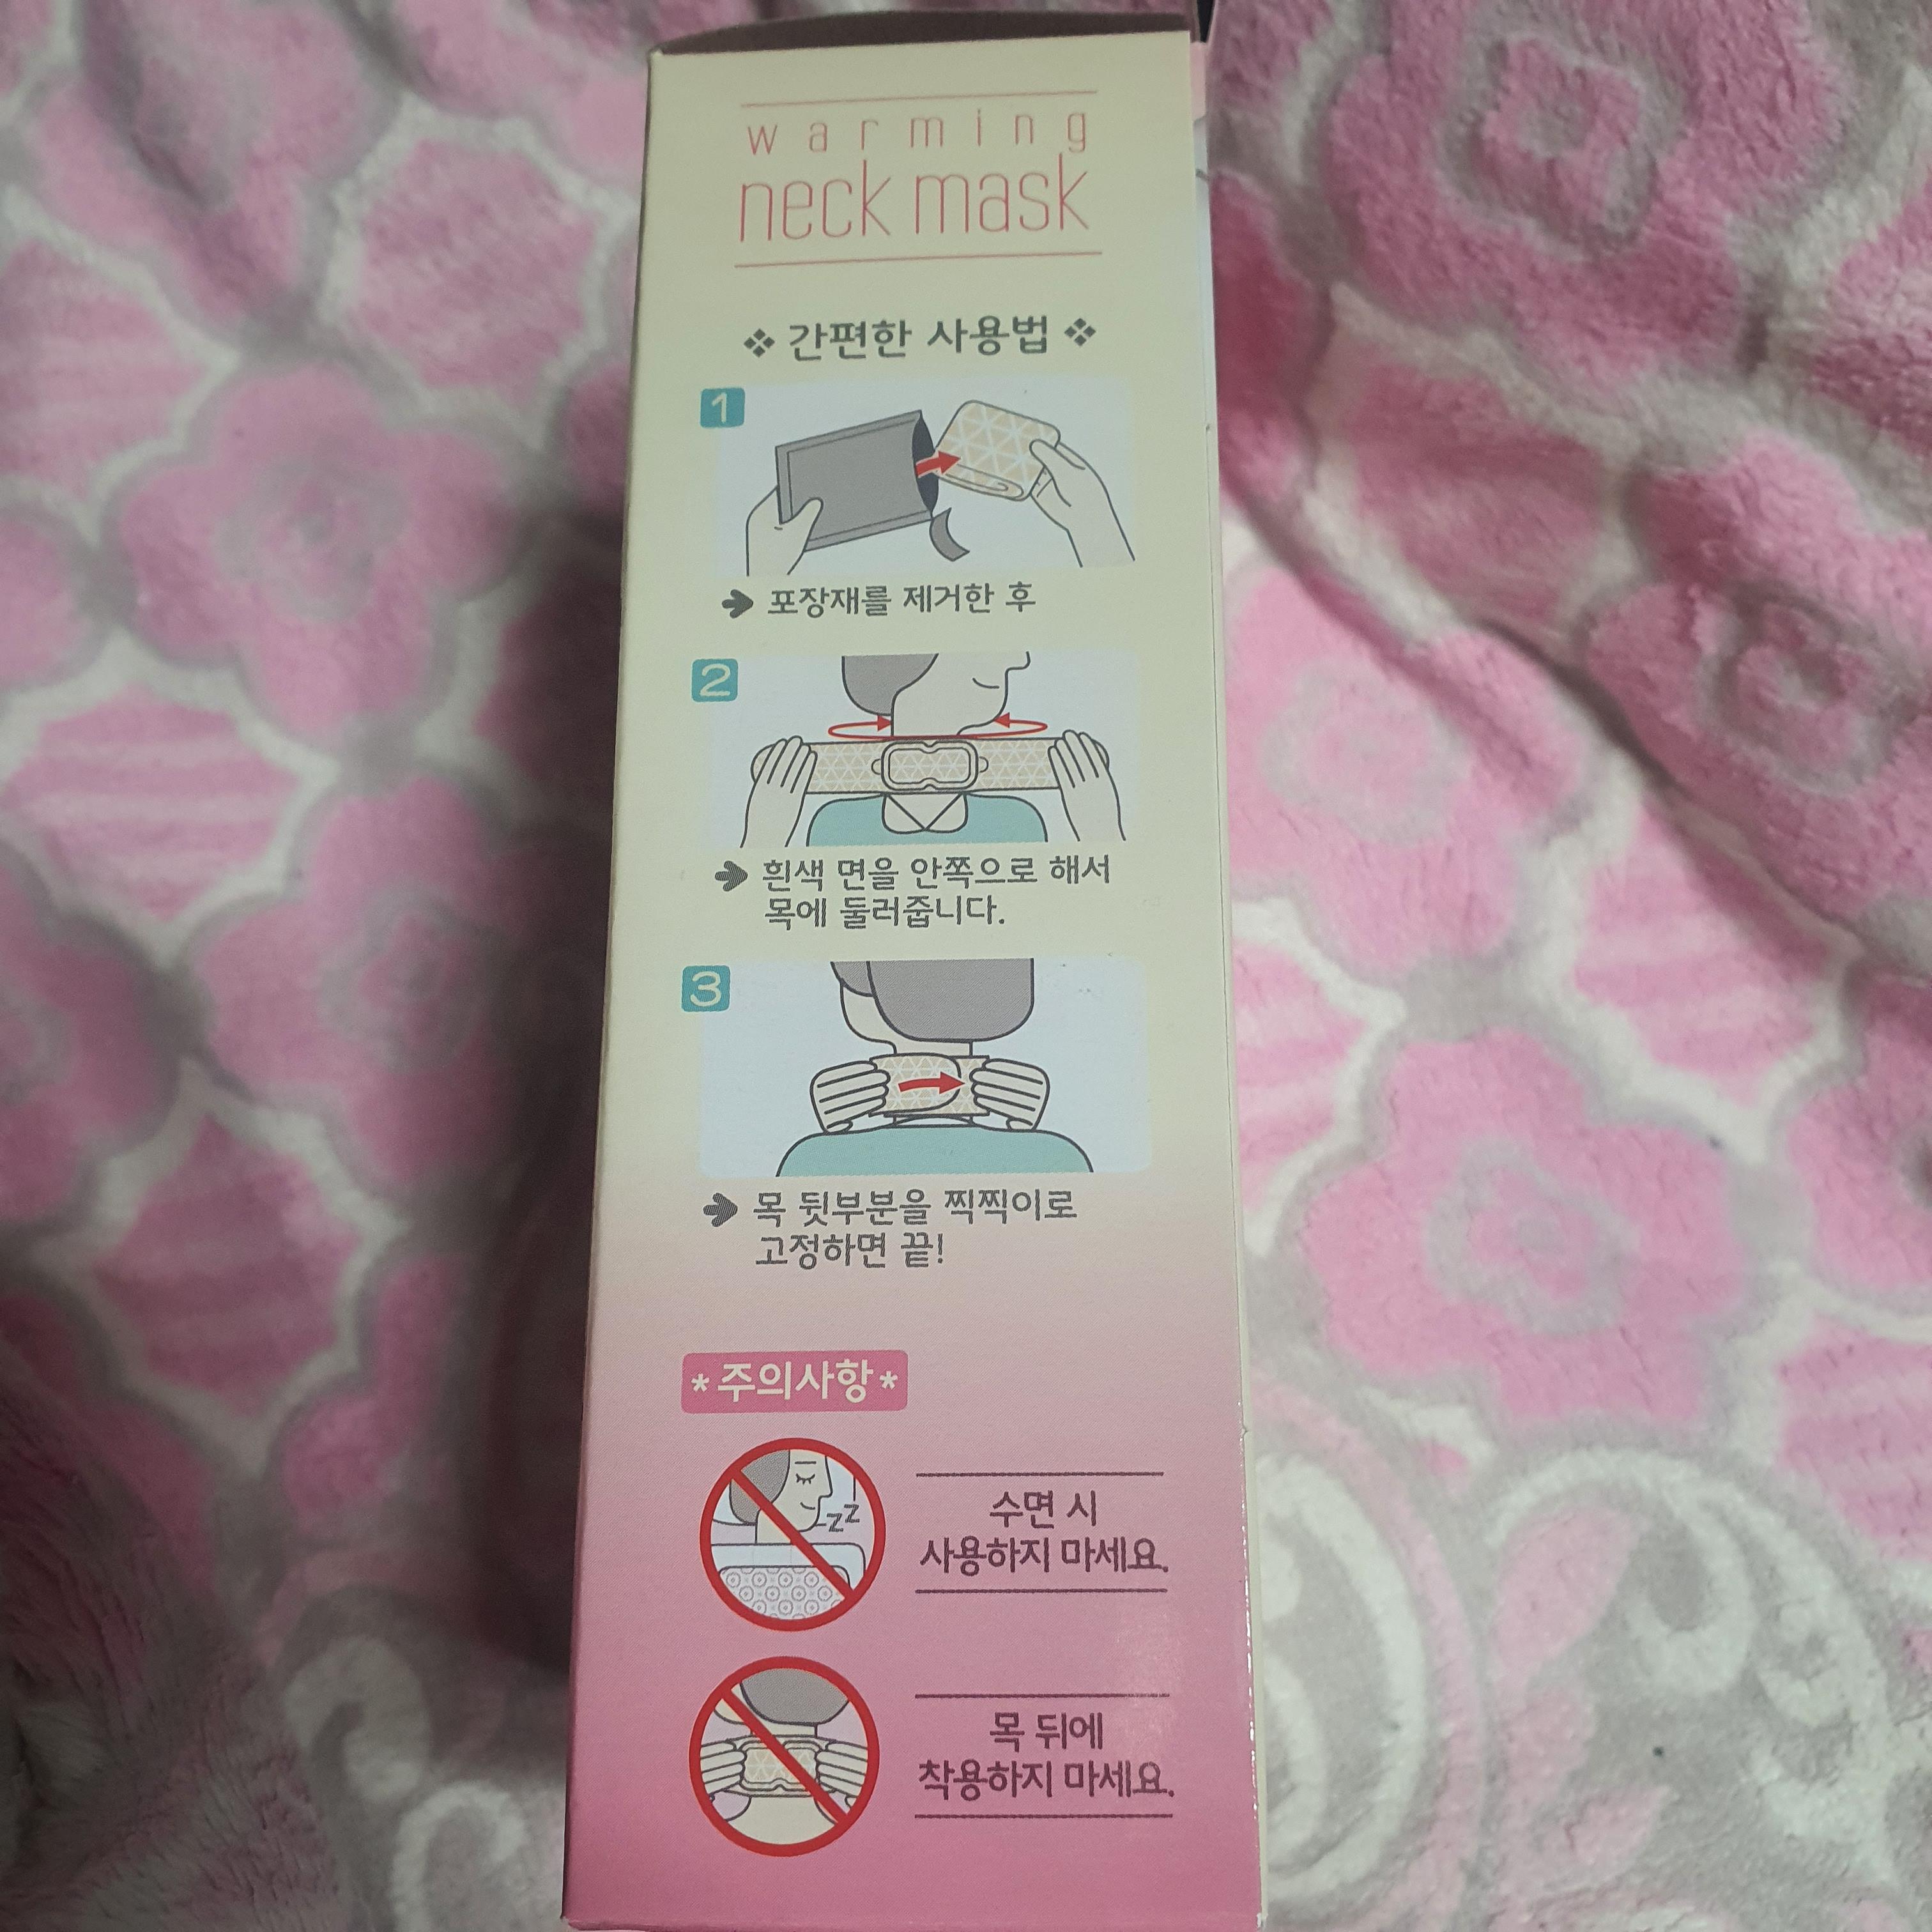 warming
neck mask
❖ 간편한 사용법 ❖
1
➔ 포장재를 제거한 후
2
➔ 흰색 면을 안쪽으로 해서
목에 둘러줍니다.
3
➔ 목 뒷부분을 찍찍이로
고정하면 끝!
*주의사항*
zz
수면 시
사용하지 마세요.
목 뒤에
착용하지 마세요.